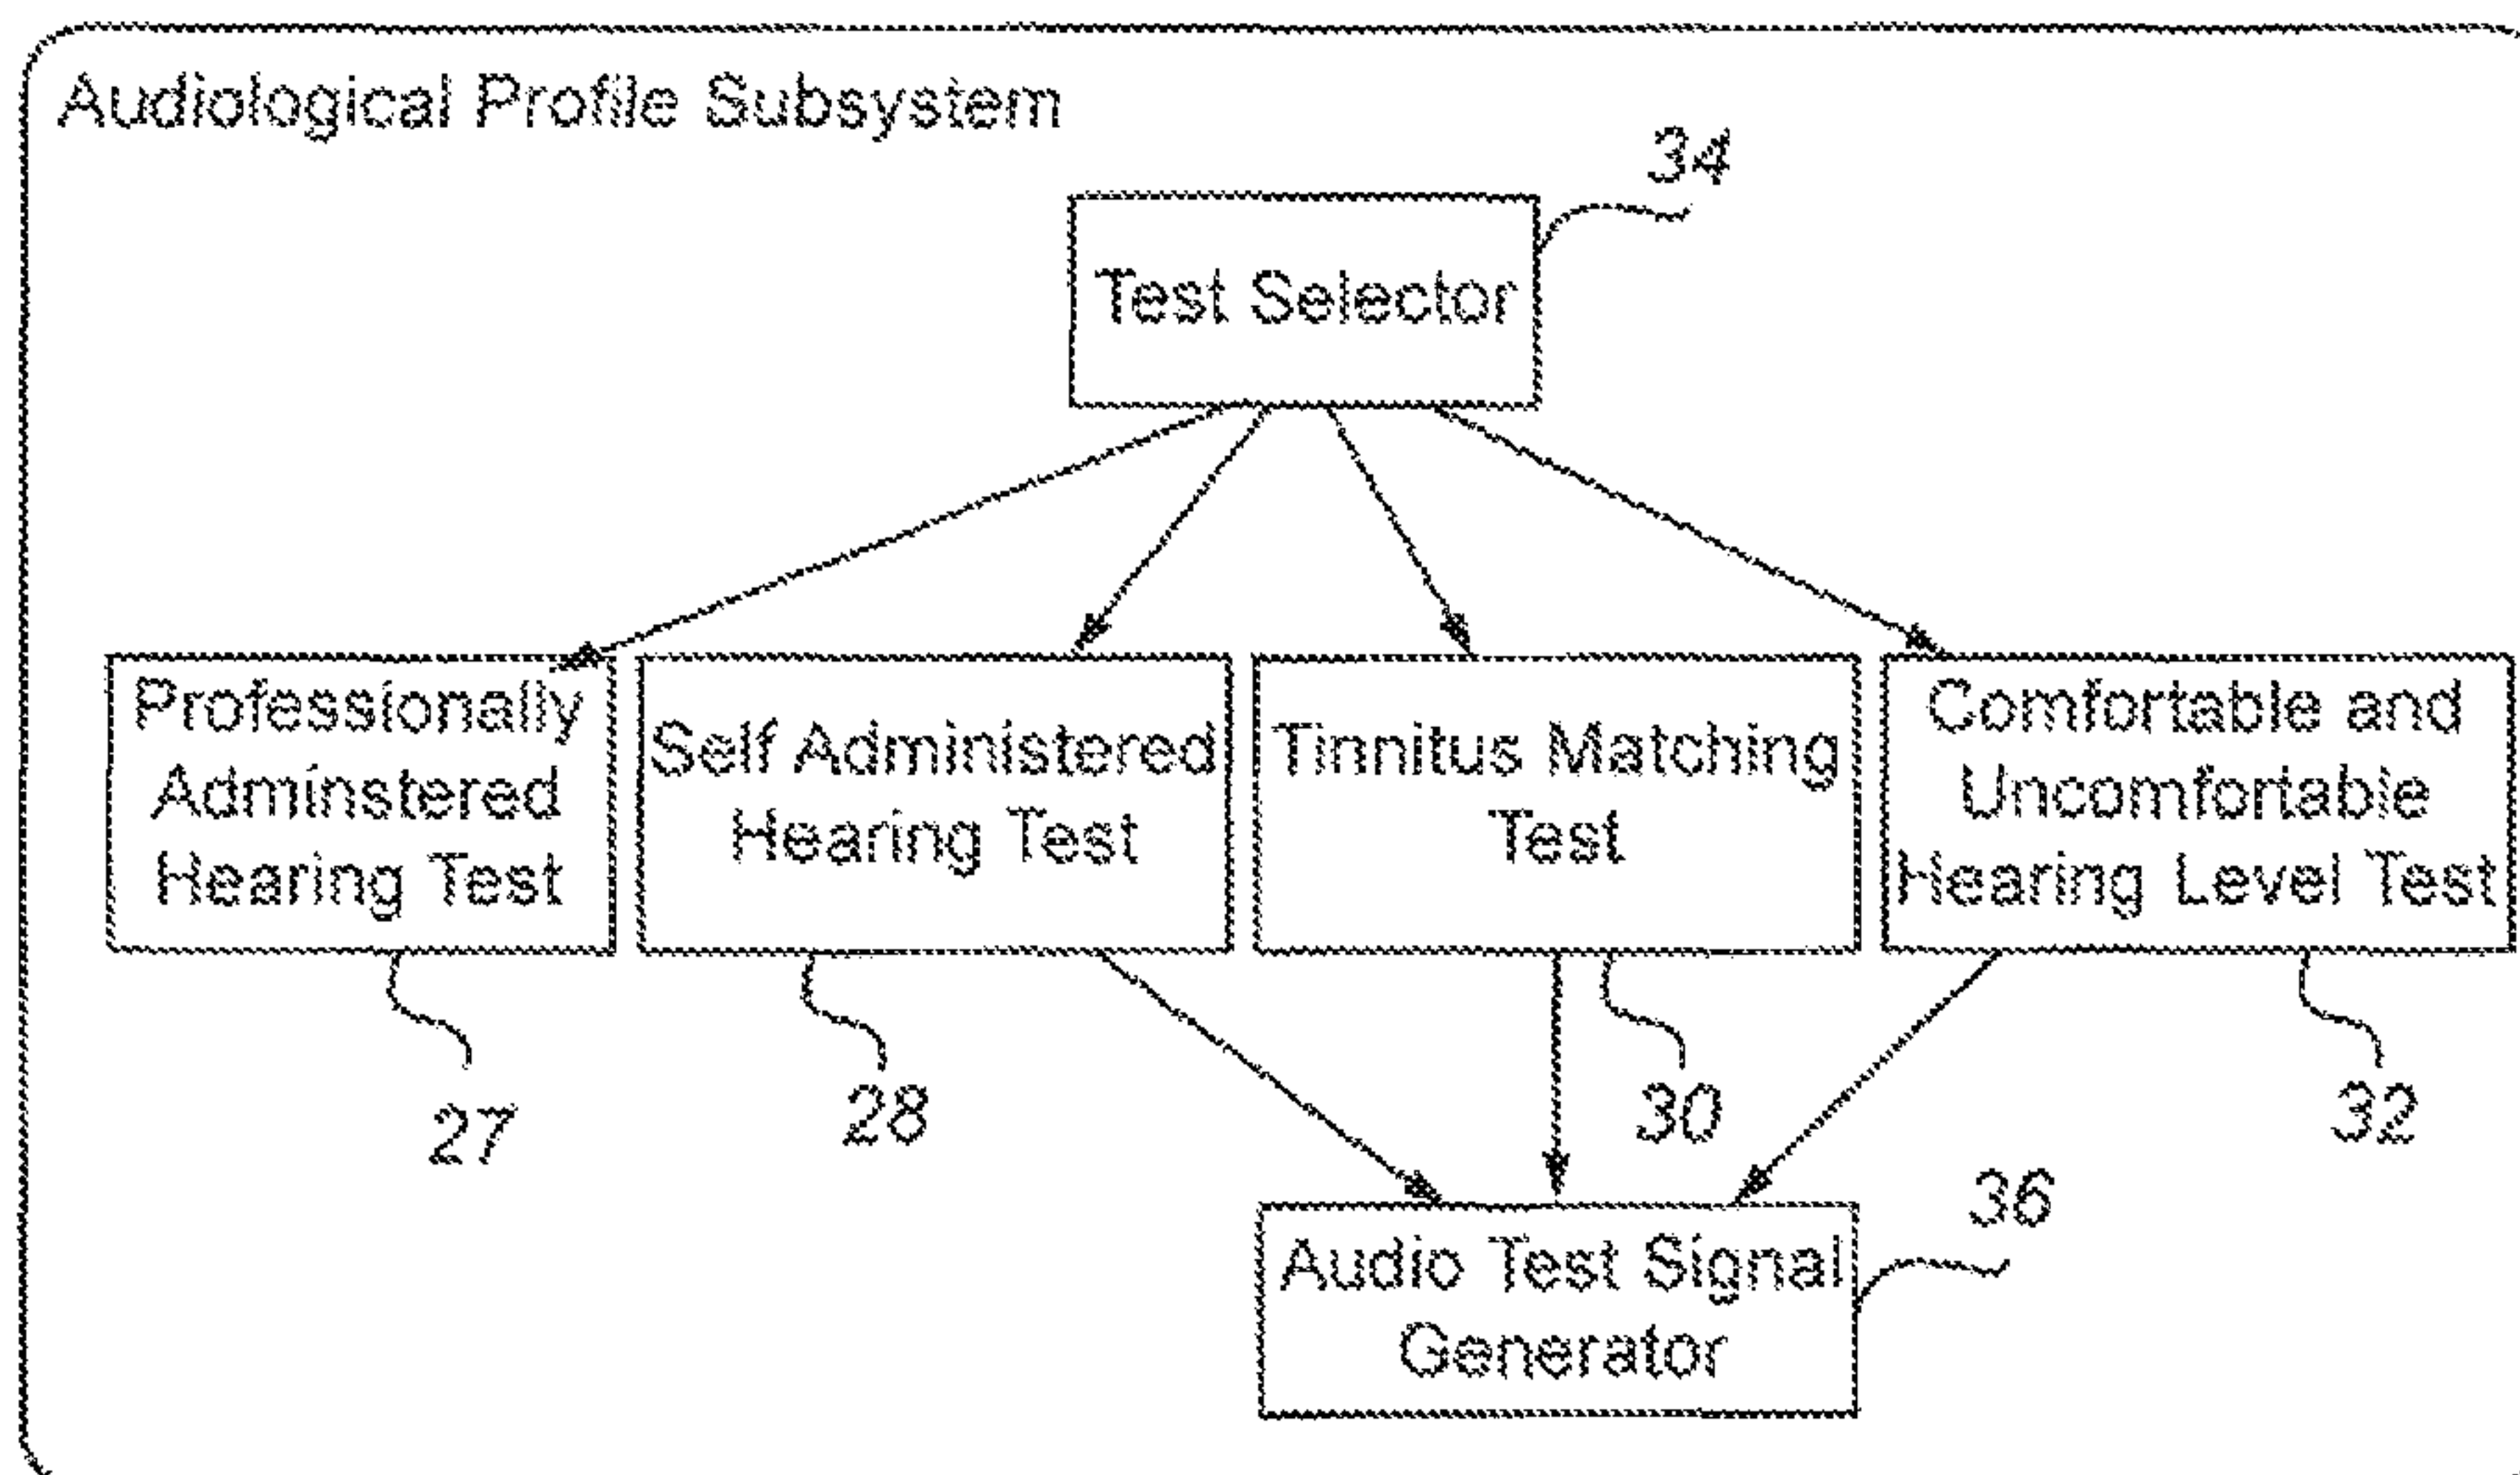 Audiological Profile Subsystem
34
Test Selector
Professionally
Adminstered
Hearing Test
Self Administered
Hearing Test
Tinnitus Matching
Test
Comfortable and
Uncomfortable
Hearing Level Test
27
28
30
32
36
Audio Test Signal
Generator